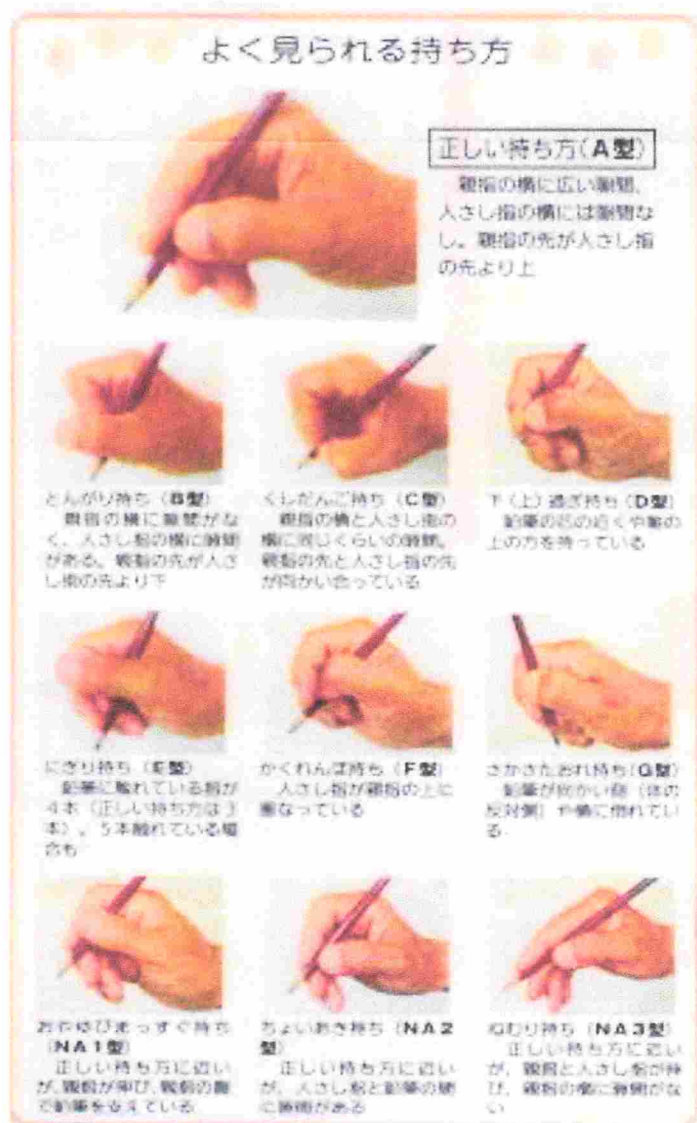 よく見られる持ち方
正しい持ち方(A型)
親指の横に広い隙間、
人さし指の横には隙間な
し。親指の先が人さし指
の先より上
とんがり持ち（B型）
親指の横に隙間がな
く、人さし指の横に隙間
がある。親指の先が人さ
し指の先より下
くしだんご持ち（C型）
親指の横と人さし指の
横に同じくらいの隙間。
親指の先と人さし指の先
が向かい合っている
下（上）過ぎ持ち（D型）
鉛筆の芯の近くや筆の
上の方を持っている
にぎり持ち（E型）
鉛筆に触れている指が
4本（正しい持ち方は3
本）。5本触れている場
合も
かくれんぼ持ち（F型）
人さし指が親指の上に
重なっている
さかさたおれ持ち(G型)
鉛筆が向かい側（体の
反対側）や横に倒れてい
る
おやゆびまっすぐ持ち
（NA1型）
正しい持ち方に近い
が、親指が伸び、親指の腹
で鉛筆を支えている
ちょいあき持ち（NA2
型）
正しい持ち方に近い
が、人さし指と鉛筆の間
に隙間がある
ねむり持ち（NA3型）
正しい持ち方に近い
が、親指と人さし指が伸
び、親指の横に隙間がな
い